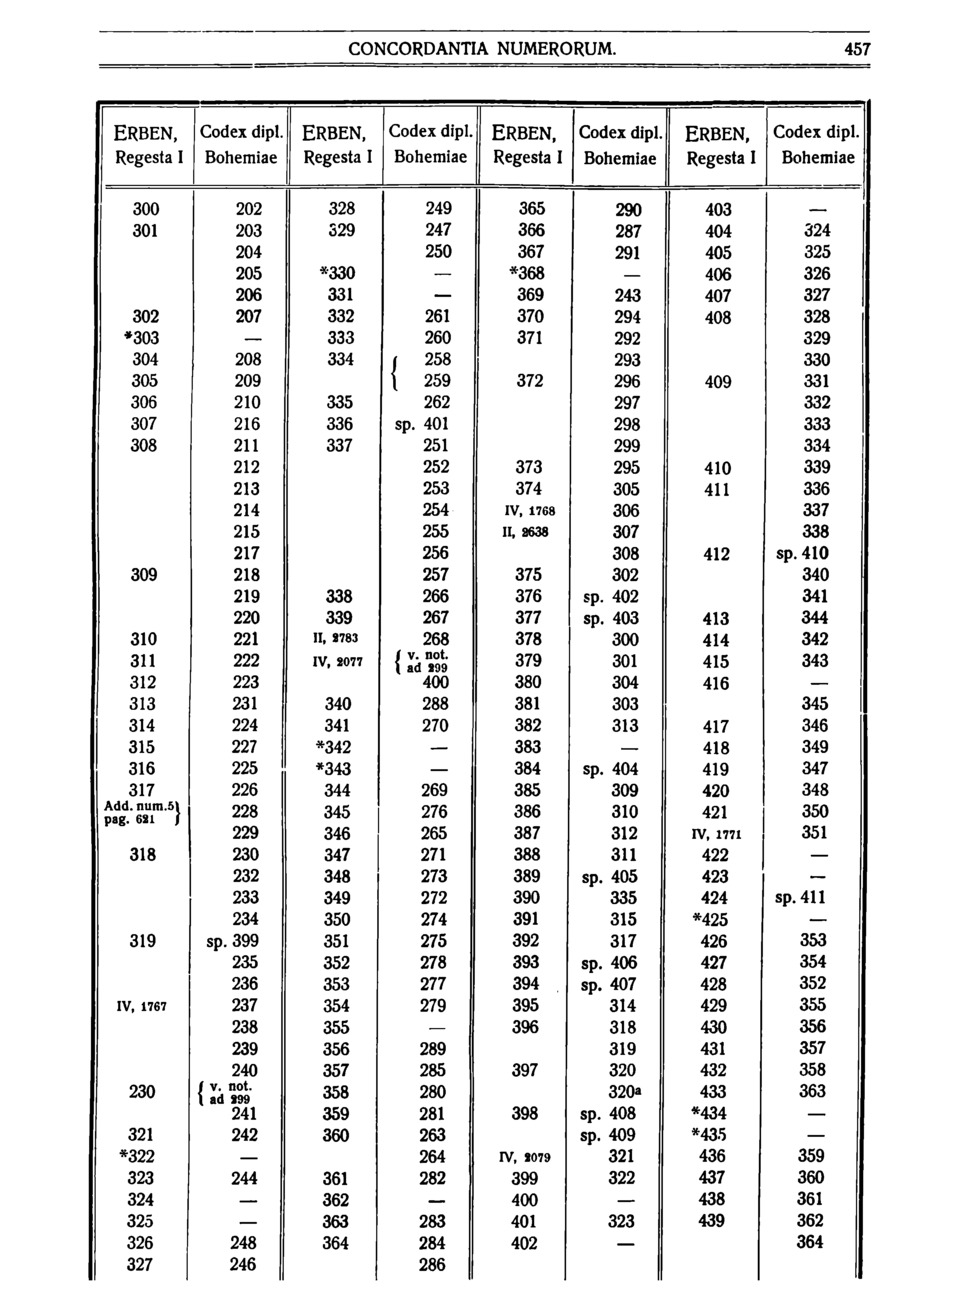 CONCORDANTIA NUMERORUM. 457
ERBEN, Codex dipl. ERBEN, Codex dipl. ERBEN, Codex dipl. ERBEN, Codex dipl.
Regesta I Bohemiae Regesta I Bohemiae Regesta I Bohemiae Regesta I Bohemiae
300 202 328 249 365 290 403 —
301 203 329 247 366 287 404 324
204 250 367 291 405 325
205 *330 — *368 — 406 326
206 331 — 369 243 407 327
302 207 332 261 370 294 408 328
*303 — 333 260 371 292 329
304 208 334 { 258 293 330
305 209 259 372 296 409 331
306 210 335 262 297 332
307 216 336 sp. 401 298 333
308 211 337 251 299 334
212 252 373 295 410 339
213 253 374 305 411 336
214 254 IV, 1768 306 337
215 255 II, 2638 307 338
217 256 308 412 sp. 410
309 218 257 375 302 340
219 338 266 376 sp. 402 341
220 339 267 377 sp. 403 413 344
310 221 II, 2783 268 378 300 414 342
311 222 IV, 2077 { v. not. ad 299 379 301 415 343
312 223 400 380 304 416 —
313 231 340 288 381 303 345
314 224 341 270 382 313 417 346
315 227 *342 — 383 — 418 349
316 225 *343 — 384 sp. 404 419 347
317 226 344 269 385 309 420 348
Add. num. 5 pag. 621 } 228 345 276 386 310 421 350
229 346 265 387 312 IV, 1771 351
318 230 347 271 388 311 422 —
232 348 273 389 sp. 405 423 —
233 349 272 390 335 424 sp. 411
234 350 274 391 315 *425 —
319 sp. 399 351 275 392 317 426 353
235 352 278 393 sp. 406 427 354
236 353 277 394 sp. 407 428 352
IV, 1767 237 354 279 395 314 429 355
238 355 — 396 318 430 356
239 356 289 319 431 357
240 357 285 397 320 432 358
230 { v. not. ad 299 358 280 320a 433 363
241 359 281 398 sp. 408 *434 —
321 242 360 263 sp. 409 *435 —
*322 — 264 IV, 2079 321 436 359
323 244 361 282 399 322 437 360
324 — 362 — 400 — 438 361
325 — 363 283 401 323 439 362
326 248 364 284 402 — 364
327 246 286